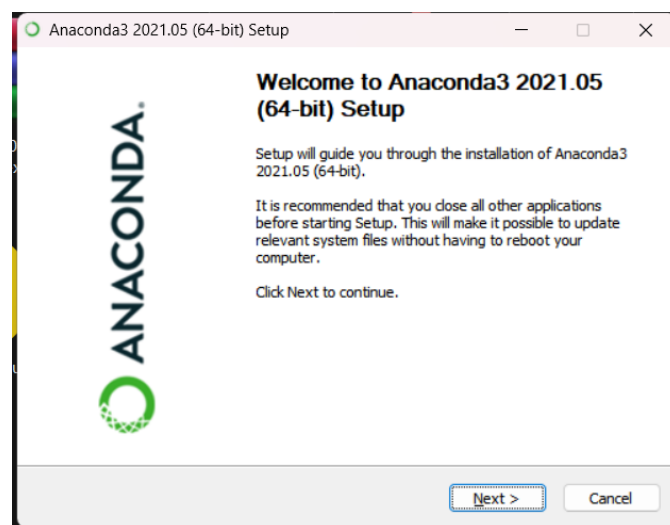 Anaconda3 2021.05 (64-bit) Setup
Welcome to Anaconda3 2021.05
(64-bit) Setup
Setup will guide you through the installation of Anaconda3
2021.05 (64-bit).
It is recommended that you close all other applications
before starting Setup. This will make it possible to update
relevant system files without having to reboot your
computer.
Click Next to continue.
ANACONDA.
Next >
Cancel